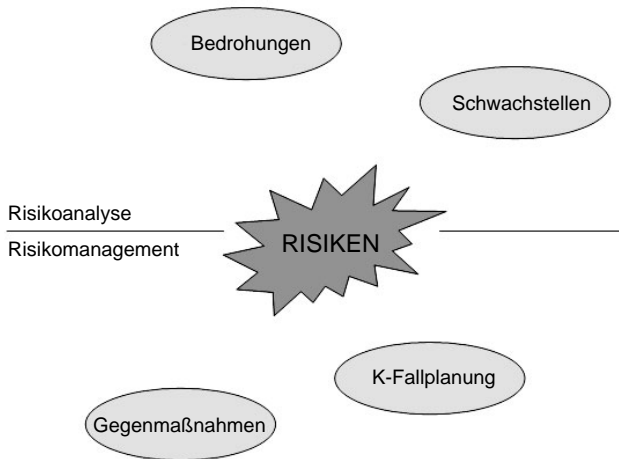 Bedrohungen
Schwachstellen
Risikoanalyse
RISIKEN
Risikomanagement
K-Fallplanung
Gegenmaßnahmen